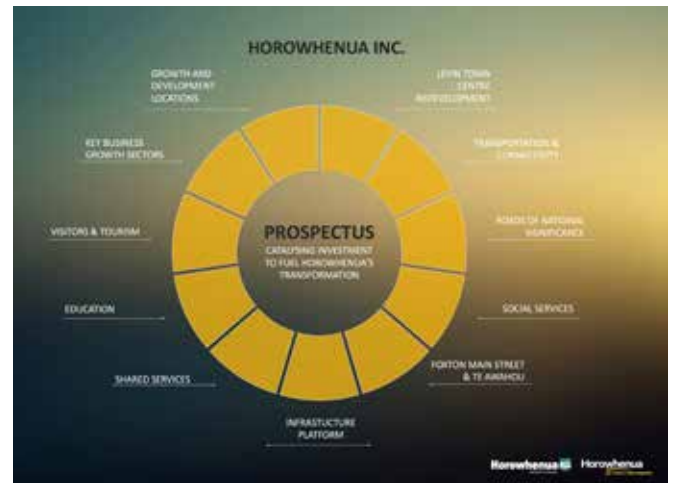 HOROWHENUA INC.
GROWTH AND
DEVELOPMENT
LOCATIONS
LEVIN TOWN
CENTRE
REDEVELOPMENT
KEY BUSINESS
GROWTH SECTORS
TRANSPORTATION &
CONNECTIVITY
VISITORS & TOURISM
ROADS OF NATIONAL
SIGNIFICANCE
PROSPECTUS
CATALYSING INVESTMENT
TO FUEL HOROWHENUA'S
TRANSFORMATION
EDUCATION
SOCIAL SERVICES
SHARED SERVICES
FOXTON MAIN STREET
& TE AWAHOU
INFRASTUCTURE
PLATFORM
Horowhenua
Horowhenua